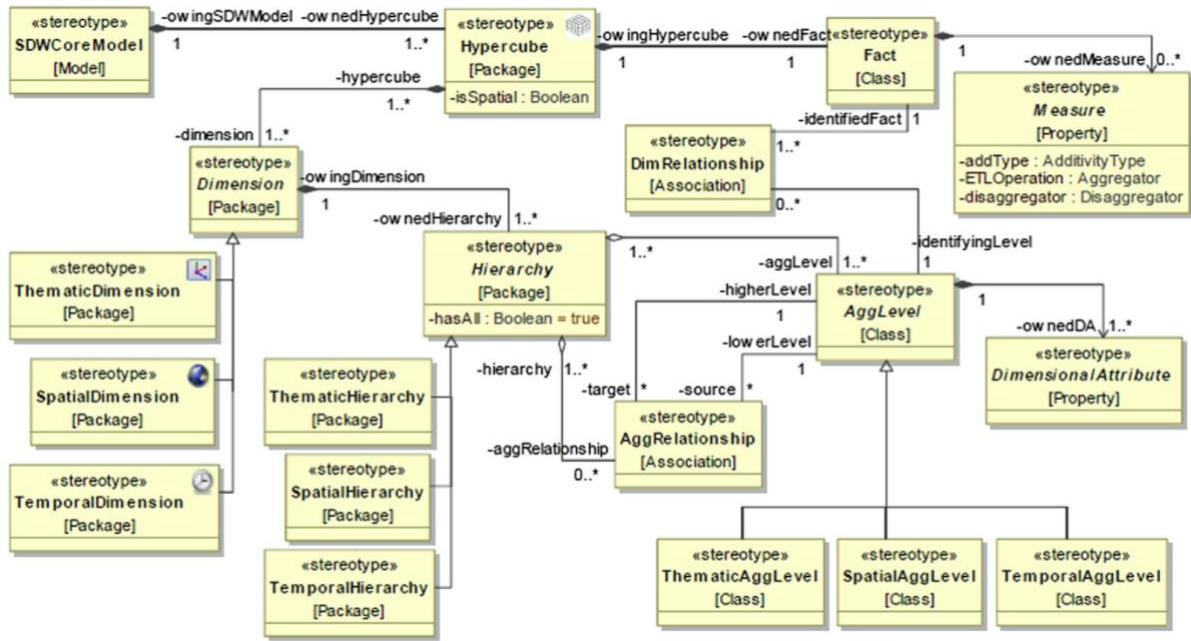 «stereotype»
SDWCoreModel
[Model]
-owingSDWModel
1
-ownedHypercube
1..*
«stereotype»
Hypercube
[Package]
-isSpatial : Boolean
-owingHypercube
1
-ownedFact
1
«stereotype»
Fact
[Class]
1
-ownedMeasure
0..*
«stereotype»
Measure
[Property]
-addType : AdditivityType
-ETLOperation : Aggregator
-disaggregator : Disaggregator
-hypercube
1..*
-dimension
1..*
-identifiedFact
1
1..*
«stereotype»
DimRelationship
[Association]
0..*
-identifyingLevel
1
«stereotype»
Dimension
[Package]
-owingDimension
1
-ownedHierarchy
1..*
«stereotype»
Hierarchy
[Package]
-hasAll : Boolean = true
1..*
-aggLevel
1..*
-higherLevel
1
-lowerLevel
1
«stereotype»
AggLevel
[Class]
1
-ownedDA
1..*
«stereotype»
DimensionalAttribute
[Property]
«stereotype»
ThematicDimension
[Package]
«stereotype»
SpatialDimension
[Package]
«stereotype»
TemporalDimension
[Package]
-hierarchy
1..*
-target
*
-source
*
«stereotype»
ThematicHierarchy
[Package]
«stereotype»
SpatialHierarchy
[Package]
«stereotype»
TemporalHierarchy
[Package]
-aggRelationship
0..*
«stereotype»
AggRelationship
[Association]
«stereotype»
ThematicAggLevel
[Class]
«stereotype»
SpatialAggLevel
[Class]
«stereotype»
TemporalAggLevel
[Class]